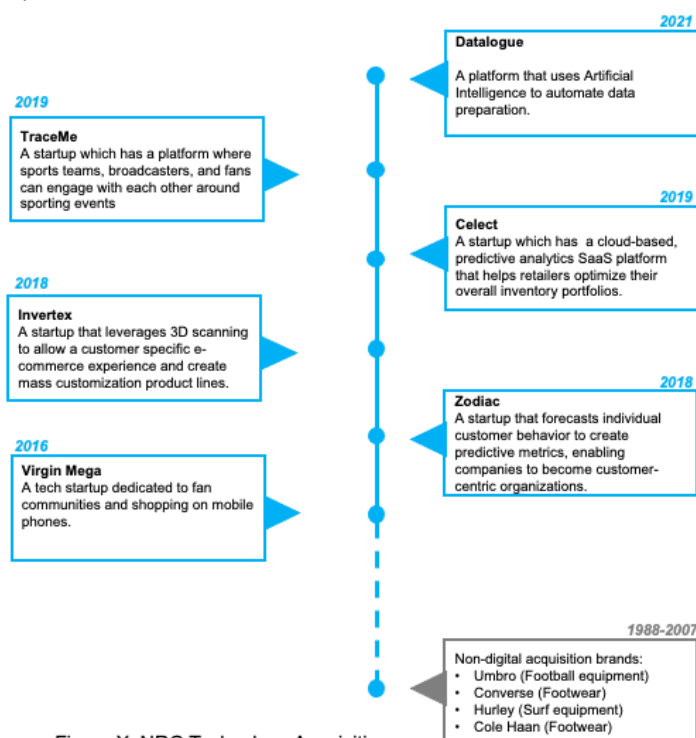 2021
Datalogue
A platform that uses Artificial
Intelligence to automate data
preparation.
2019
TraceMe
A startup which has a platform where
sports teams, broadcasters, and fans
can engage with each other around
sporting events
2019
Celect
A startup which has a cloud-based,
predictive analytics SaaS platform
that helps retailers optimize their
overall inventory portfolios.
2018
Invertex
A startup that leverages 3D scanning
to allow a customer specific e-
commerce experience and create
mass customization product lines.
2018
Zodiac
A startup that forecasts individual
customer behavior to create
predictive metrics, enabling
companies to become customer-
centric organizations.
2016
Virgin Mega
A tech startup dedicated to fan
communities and shopping on mobile
phones.
1988-2007
Non-digital acquisition brands:
• Umbro (Football equipment)
• Converse (Footwear)
• Hurley (Surf equipment)
• Cole Haan (Footwear)